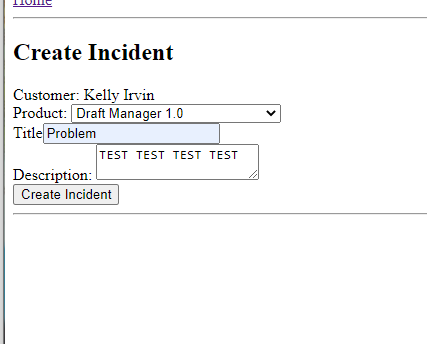 Home
Create Incident
Customer: Kelly Irvin
Product: Draft Manager 1.0
Title Problem
Description: TEST TEST TEST TEST
Create Incident